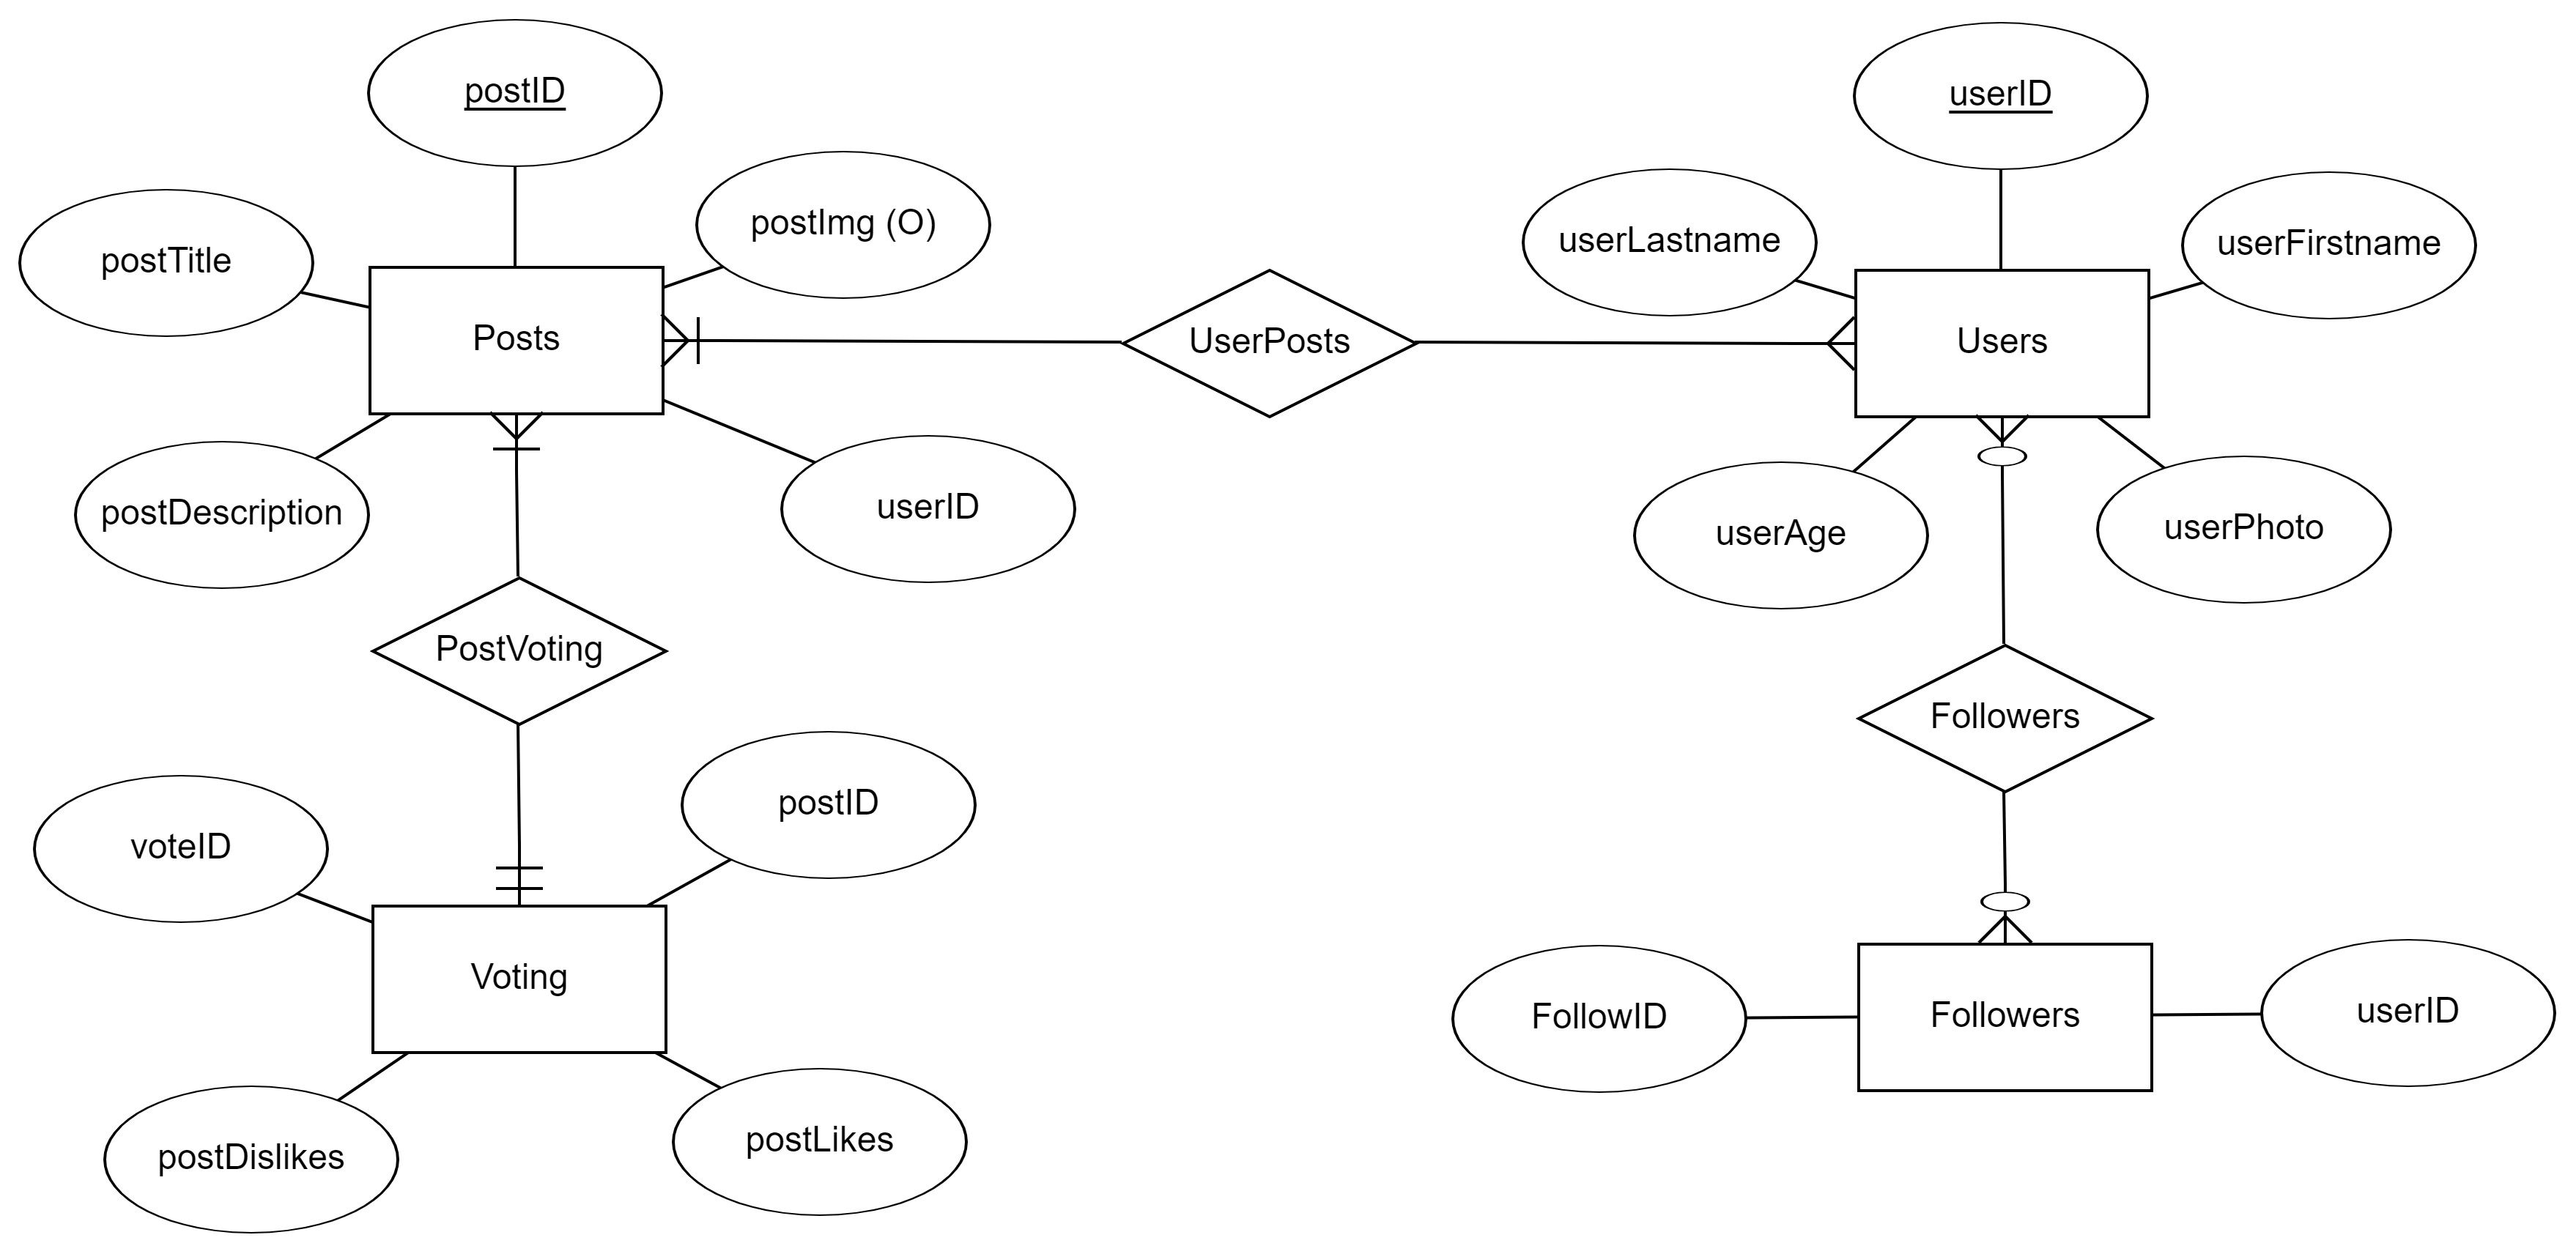 postID
userID
postImg (O)
userLastname
userFirstname
postTitle
Posts
UserPosts
Users
postDescription
userID
userAge
userPhoto
PostVoting
Followers
postID
voteID
Voting
FollowID
Followers
userID
postDislikes
postLikes